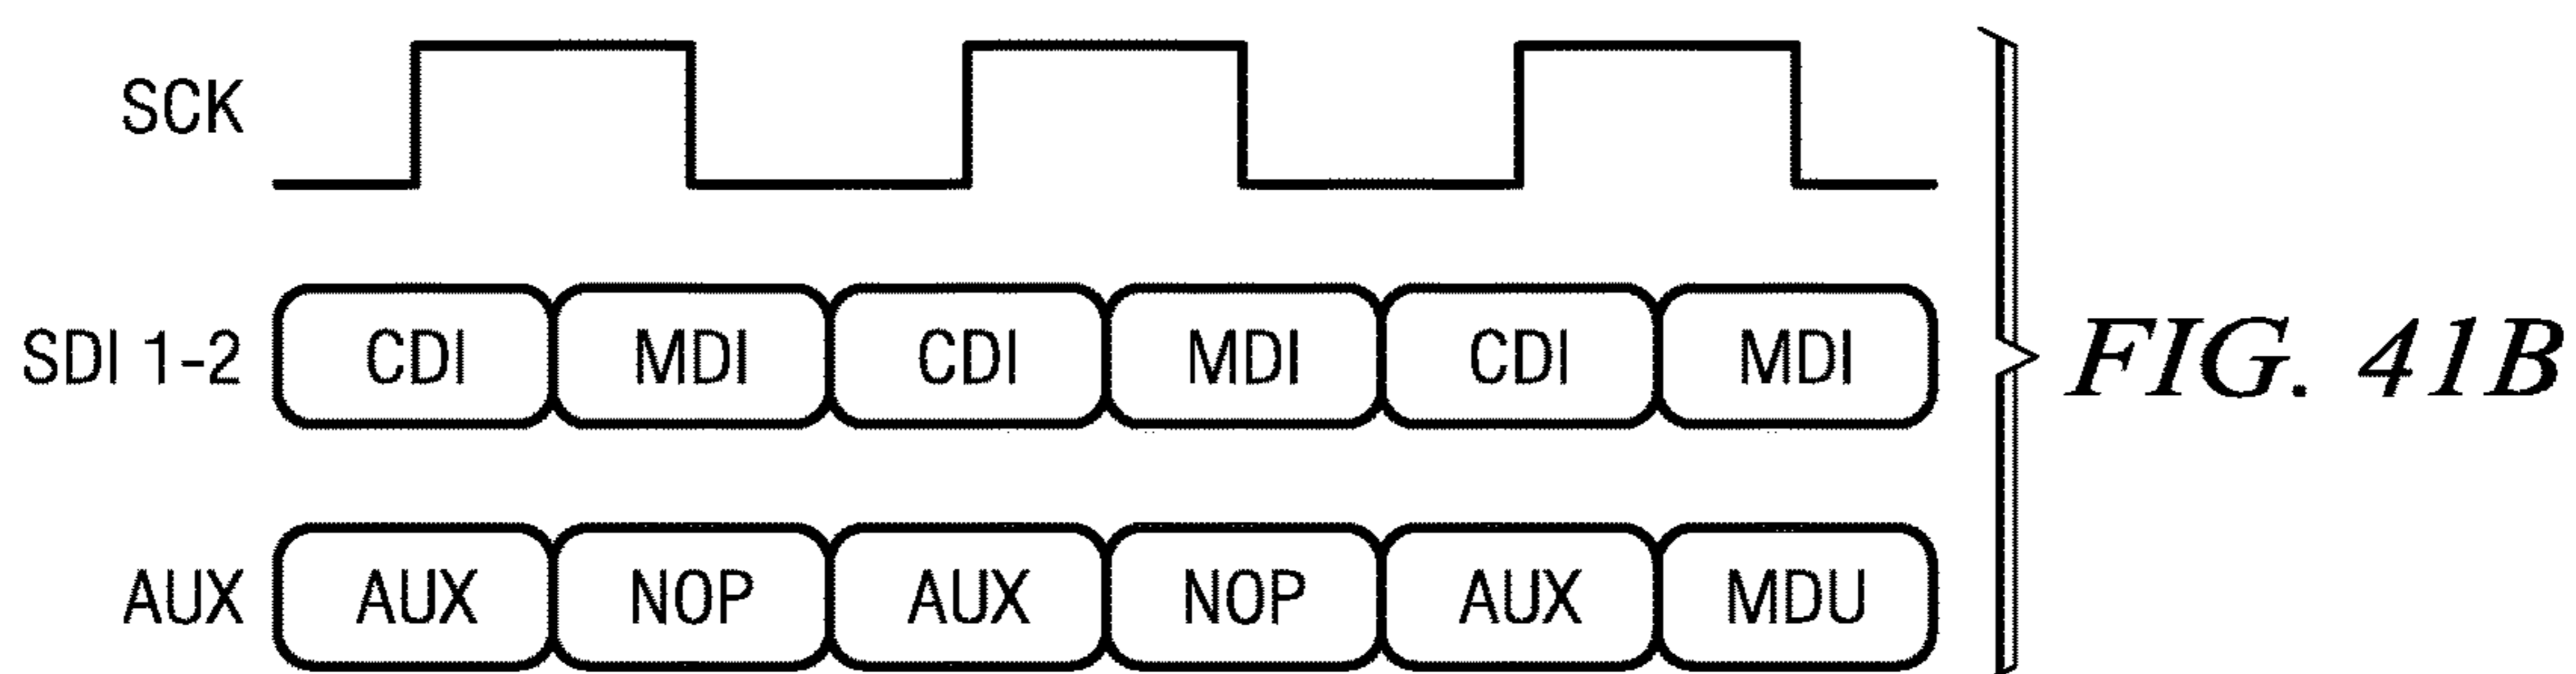 SCK
SDI 1-2 CDI MDI CDI MDI CDI MDI
AUX AUX NOP AUX NOP AUX MDU
FIG. 41B